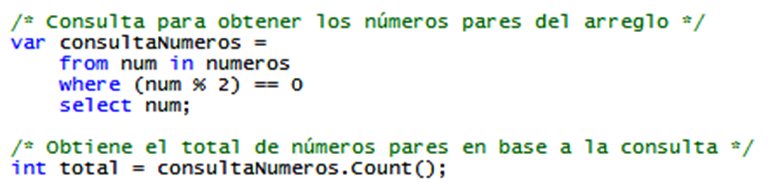 /* Consulta para obtener los números pares del arreglo */
var consultaNumeros =
from num in numeros
where (num % 2) == 0
select num;
/* Obtiene el total de números pares en base a la consulta */
int total = consultaNumeros.Count();